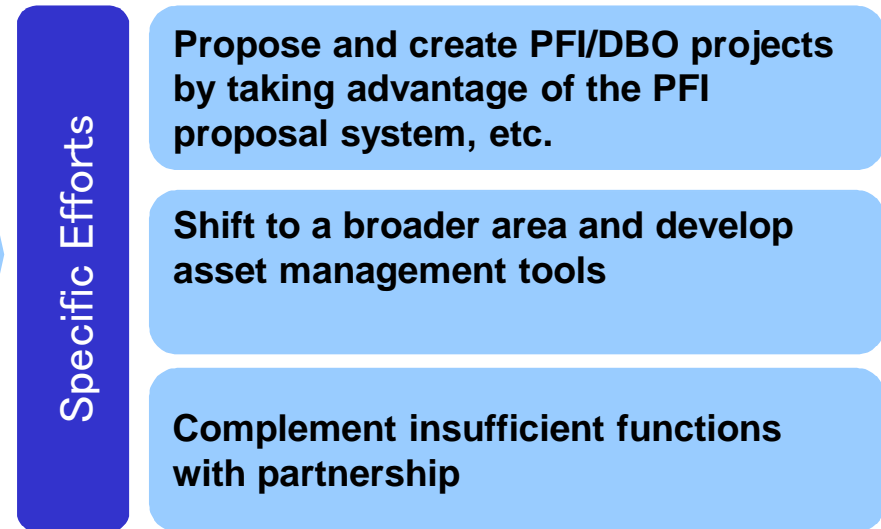 Specific Efforts
Propose and create PFI/DBO projects
by taking advantage of the PFI
proposal system, etc.
Shift to a broader area and develop
asset management tools
Complement insufficient functions
with partnership